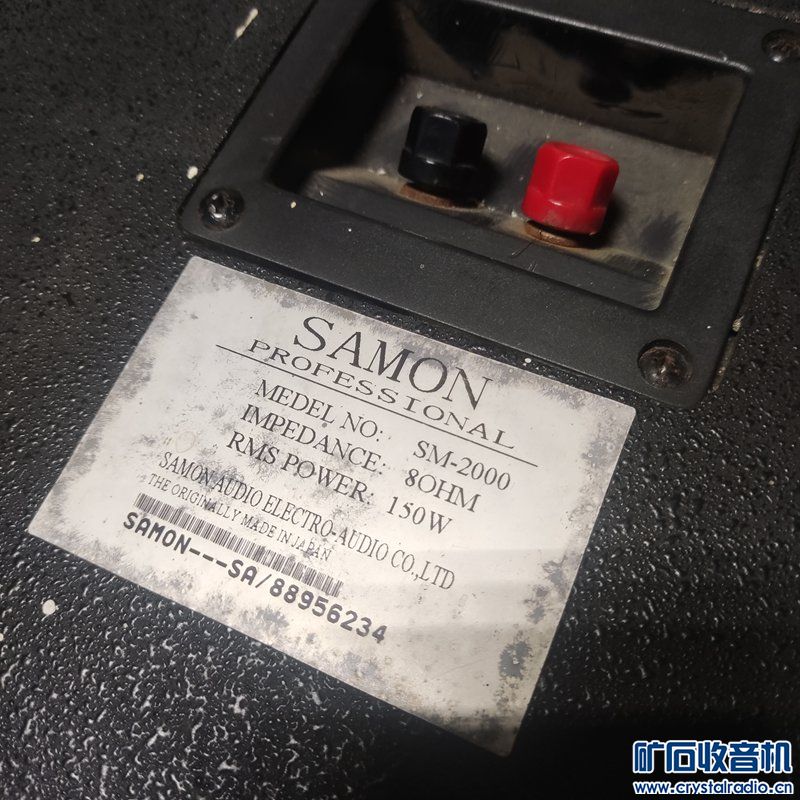 SAMON
PROFESSIONAL
MEDEL NO: SM-2000
IMPEDANCE: 8OHM
RMS POWER: 150W
SAMON AUDIO ELECTRO-AUDIO CO,.LTD
THE ORIGINALLY MADE IN JAPAN
SAMON---SA/88956234
矿石收音机
www.crystalradio.cn